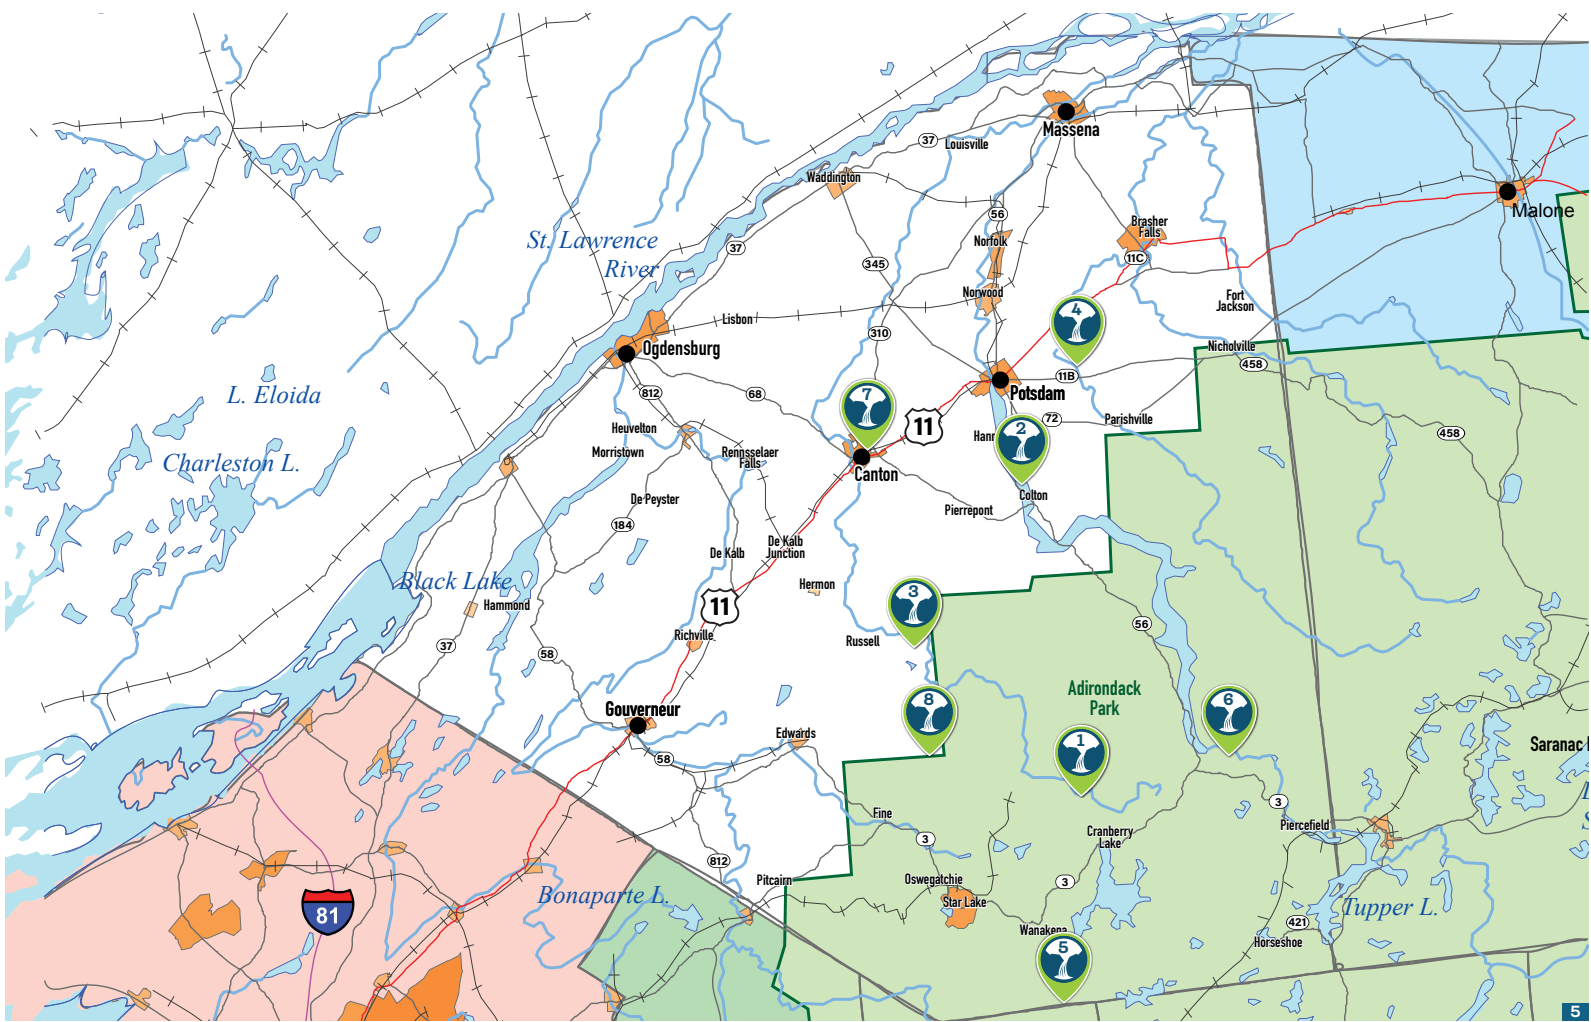 Massena
37
Louisville
Waddington
56
Malone
Brasher
Falls
St. Lawrence
River
37
Norfolk
11C
345
Norwood
Fort
Jackson
4
Lisbon
310
Ogdensburg
Nicholville
458
11B
812
68
7
Potsdam
L. Eloida
72
Parishville
11
2
Heuvelton
Hann
458
Morristown
Rennsselaer
Falls
Charleston L.
Canton
De Peyster
Colton
Pierrepont
184
De Kalb
De Kalb
Junction
Black Lake
Hermon
3
Hammond
11
56
Richville
Russell
37
58
Adirondack
Park
8
6
Gouverneur
Edwards
1
Saranac
58
3
Fine
Piercefield
3
Cranberry
Lake
812
Pitcairn
Oswegatchie
3
Bonaparte L.
Star Lake
Tupper L.
81
421
Wanakena
Horseshoe
5
5